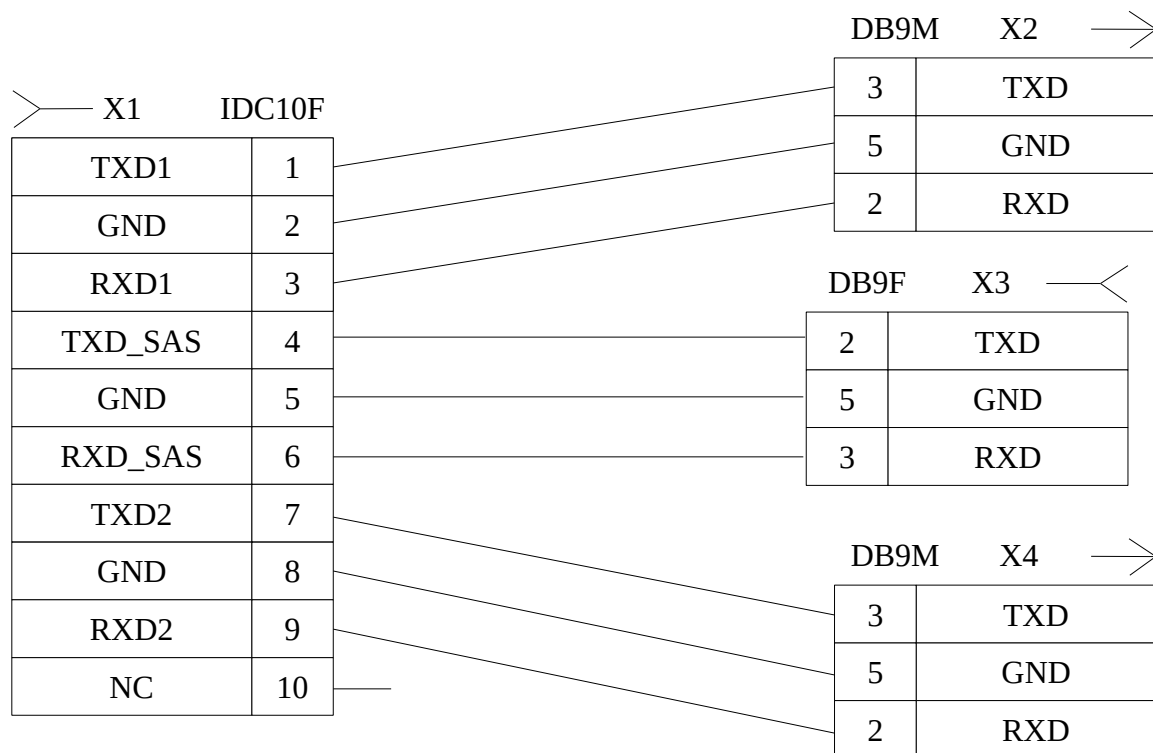 X1 IDC10F
TXD1 1
GND 2
RXD1 3
TXD_SAS 4
GND 5
RXD_SAS 6
TXD2 7
GND 8
RXD2 9
NC 10
DB9M X2
3 TXD
5 GND
2 RXD
DB9F X3
2 TXD
5 GND
3 RXD
DB9M X4
3 TXD
5 GND
2 RXD